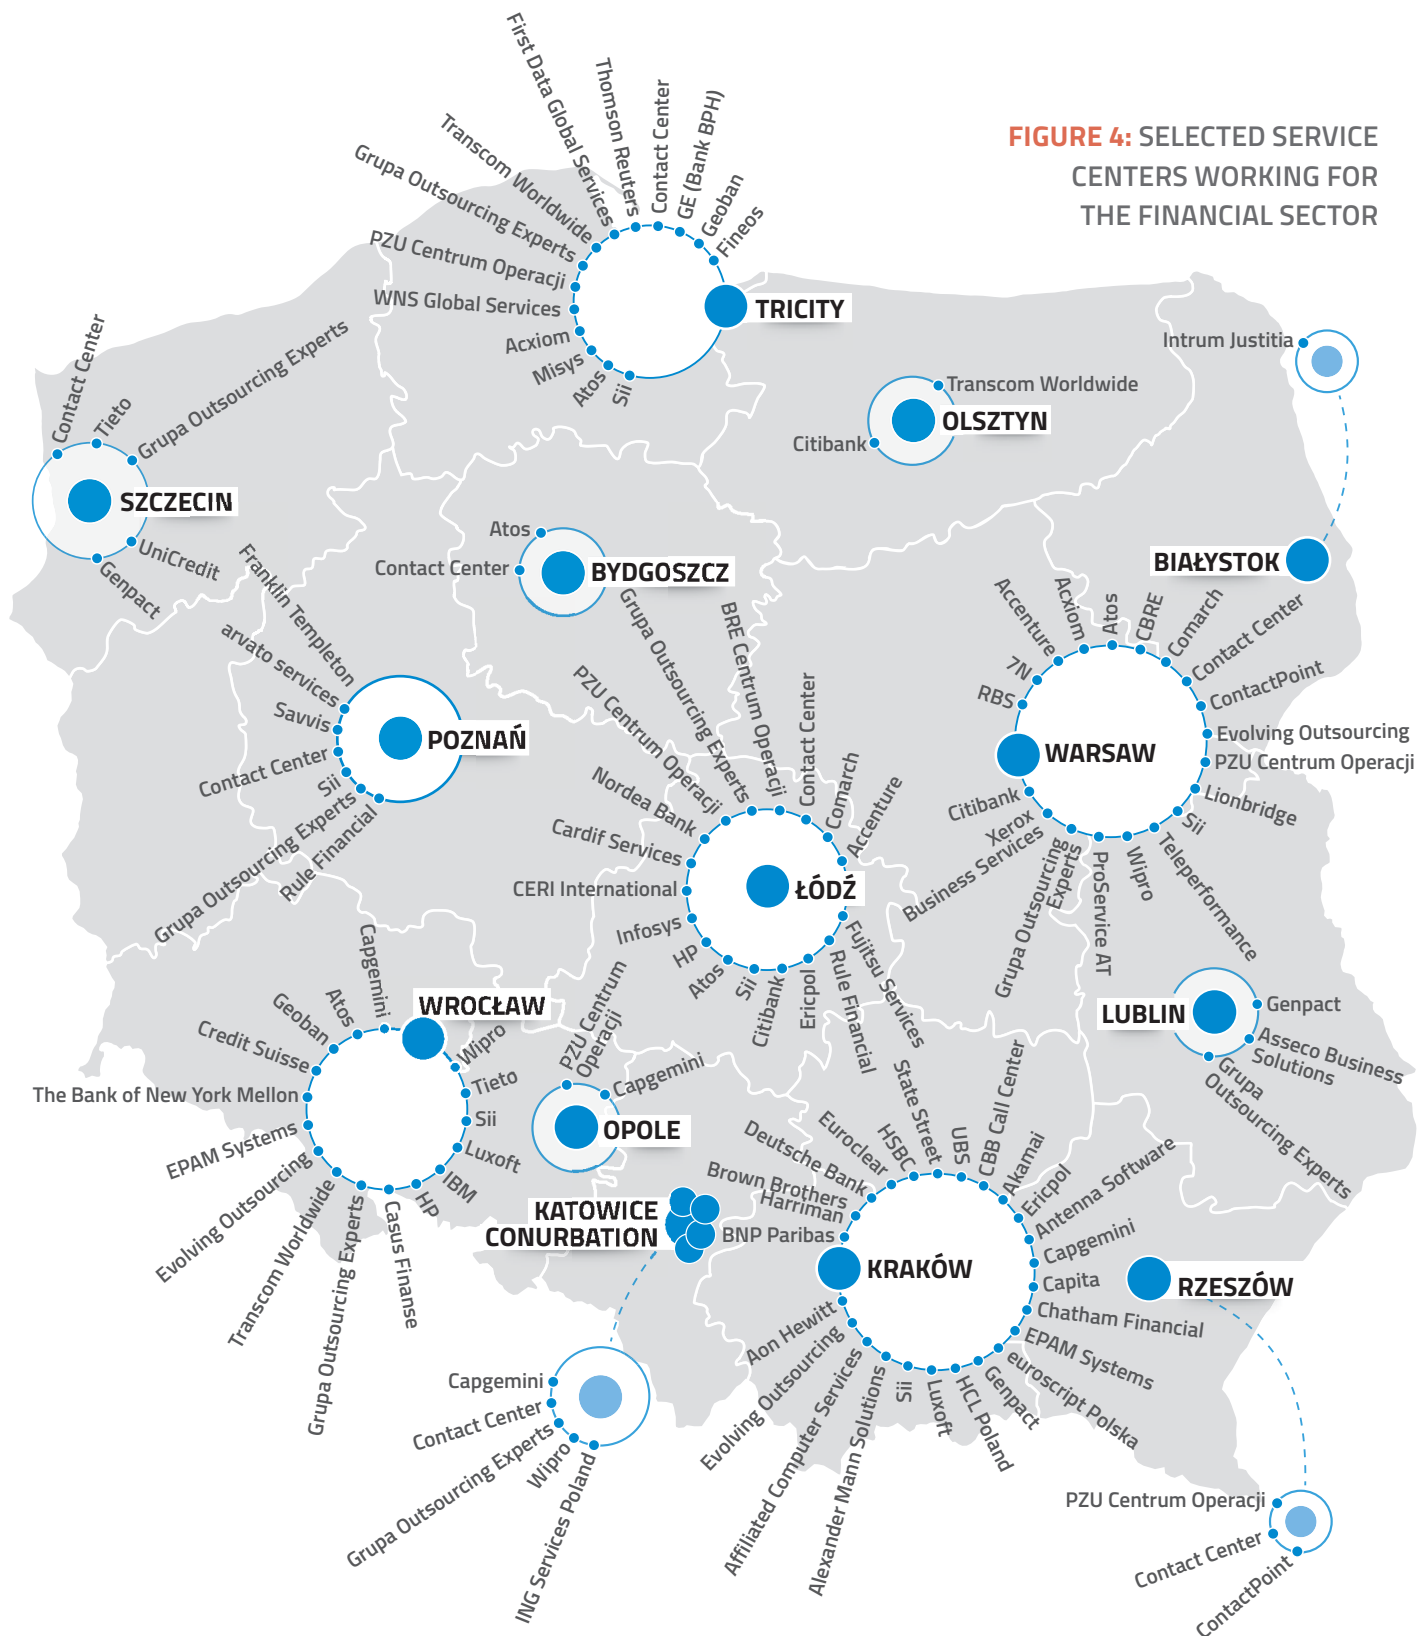 FIGURE 4: SELECTED SERVICE
CENTERS WORKING FOR
THE FINANCIAL SECTOR
First Data Global Services
Thomson Reuters
Contact Center
GE (Bank BPH)
Geoban
Fineos
Transcom Worldwide
Grupa Outsourcing Experts
PZU Centrum Operacji
WNS Global Services
Acxiom
Misys
Atos
Sii
TRICITY
Intrum Justitia
BIAŁYSTOK
Transcom Worldwide
OLSZTYN
Citibank
Contact Center
Tieto
Grupa Outsourcing Experts
SZCZECIN
UniCredit
Genpact
Atos
Contact Center
BYDGOSZCZ
Franklin Templeton
arvato services
Savvis
Contact Center
Sii
Grupa Outsourcing Experts
Rule Financial
POZNAŃ
BRE Centrum Operacji
Grupa Outsourcing Experts
PZU Centrum Operacji
Nordea Bank
Cardif Services
CERI International
Infosys
HP
Atos
Sii
Citibank
Ericpol
Rule Financial
Fujitsu Services
Contact Center
Comarch
Accenture
ŁÓDŹ
RBS
7N
Accenture
Acxiom
Atos
CBRE
Comarch
Contact Center
ContactPoint
Evolving Outsourcing
PZU Centrum Operacji
Lionbridge
Sii
Teleperformance
Wipro
ProService AT
Grupa Outsourcing
Experts
Xerox
Business Services
Citibank
WARSAW
LUBLIN
Genpact
Asseco Business
Solutions
Grupa
Outsourcing Experts
Capgemini
Atos
Geoban
Credit Suisse
The Bank of New York Mellon
EPAM Systems
Evolving Outsourcing
Transcom Worldwide
Grupa Outsourcing Experts
Casus Finanse
HP
IBM
Luxoft
Sii
Tieto
Wipro
WROCŁAW
PZU Centrum
Operacji
Capgemini
OPOLE
KATOWICE
CONURBATION
Capgemini
Contact Center
Grupa Outsourcing Experts
Wipro
ING Services Poland
BNP Paribas
Brown Brothers
Harriman
Deutsche Bank
Euroclear
HSBC
State Street
UBS
CBB Call Center
Akamai
Ericpol
Antenna Software
Capgemini
Capita
Chatham Financial
EPAM Systems
euroscript Polska
Genpact
HCL Poland
Luxoft
Sii
Alexander Mann Solutions
Affiliated Computer Services
Evolving Outsourcing
Aon Hewitt
KRAKÓW
RZESZÓW
PZU Centrum Operacji
Contact Center
ContactPoint